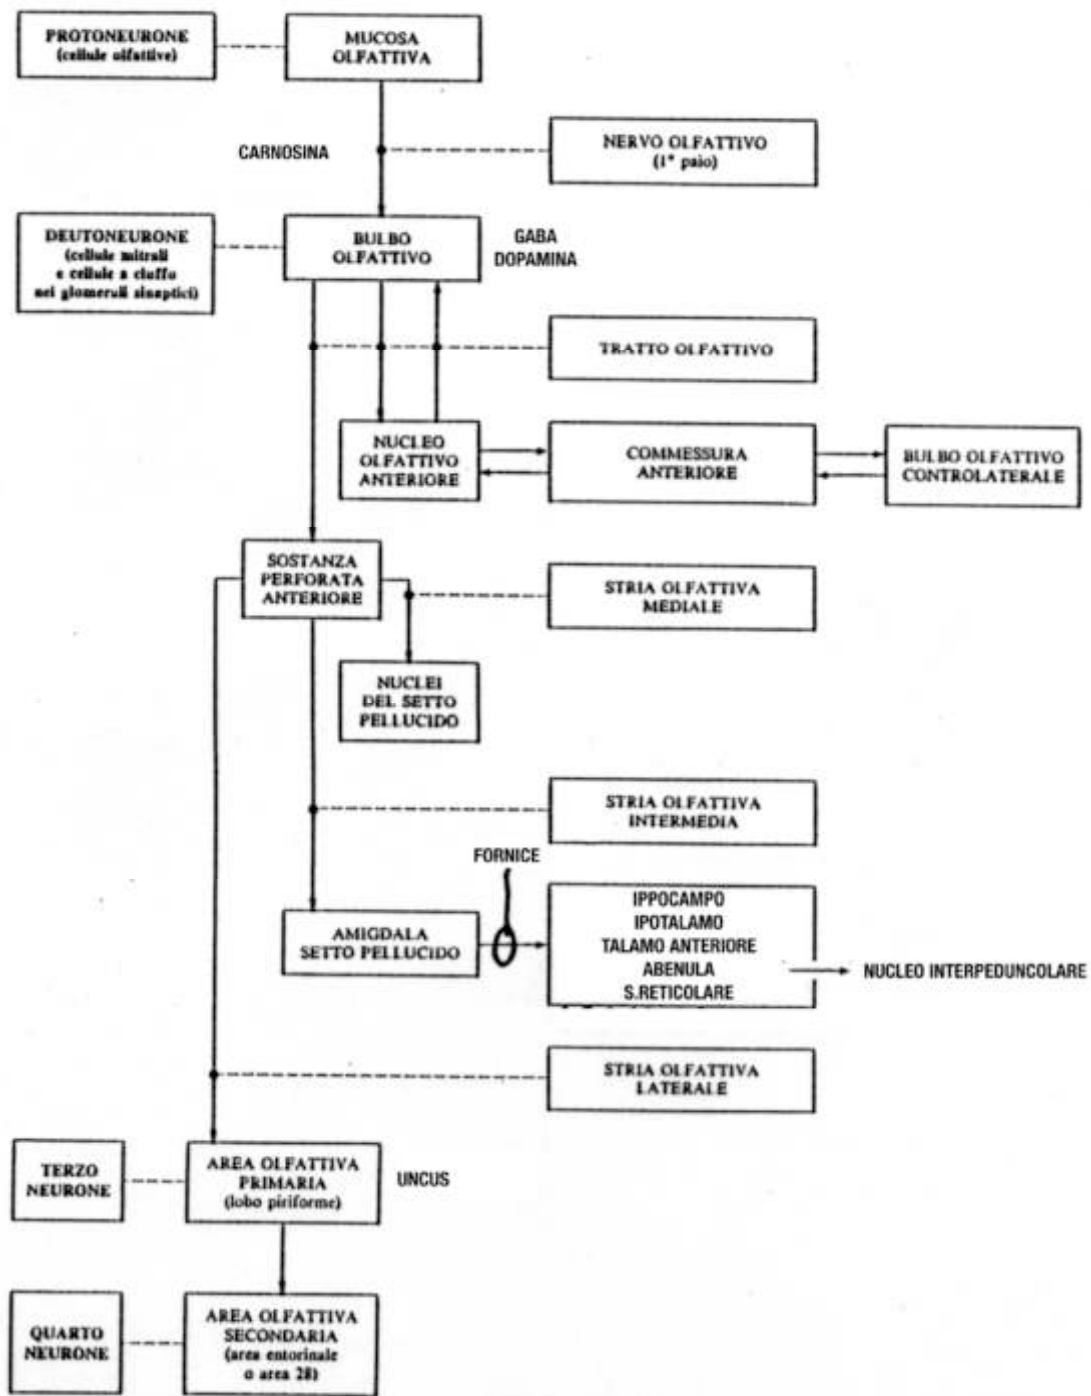 PROTONEURONE
(cellule olfattive)
MUCOSA
OLFATTIVA
CARNOSINA
NERVO OLFATTIVO
(1° paio)
DEUTONEURONE
(cellule mitrali
e cellule a ciuffo
nei glomeruli sinaptici)
BULBO
OLFATTIVO
GABA
DOPAMINA
TRATTO OLFATTIVO
NUCLEO
OLFATTIVO
ANTERIORE
COMMESSURA
ANTERIORE
BULBO OLFATTIVO
CONTROLATERALE
SOSTANZA
PERFORATA
ANTERIORE
STRIA OLFATTIVA
MEDIALE
NUCLEI
DEL SETTO
PELLUCIDO
STRIA OLFATTIVA
INTERMEDIA
FORNICE
AMIGDALA
SETTO PELLUCIDO
IPPOCAMPO
IPOTALAMO
TALAMO ANTERIORE
ABENULA
S.RETICOLARE
NUCLEO INTERPEDUNCOLARE
STRIA OLFATTIVA
LATERALE
TERZO
NEURONE
AREA OLFATTIVA
PRIMARIA
(lobo piriforme)
UNCUS
QUARTO
NEURONE
AREA OLFATTIVA
SECONDARIA
(area entorinale
o area 28)